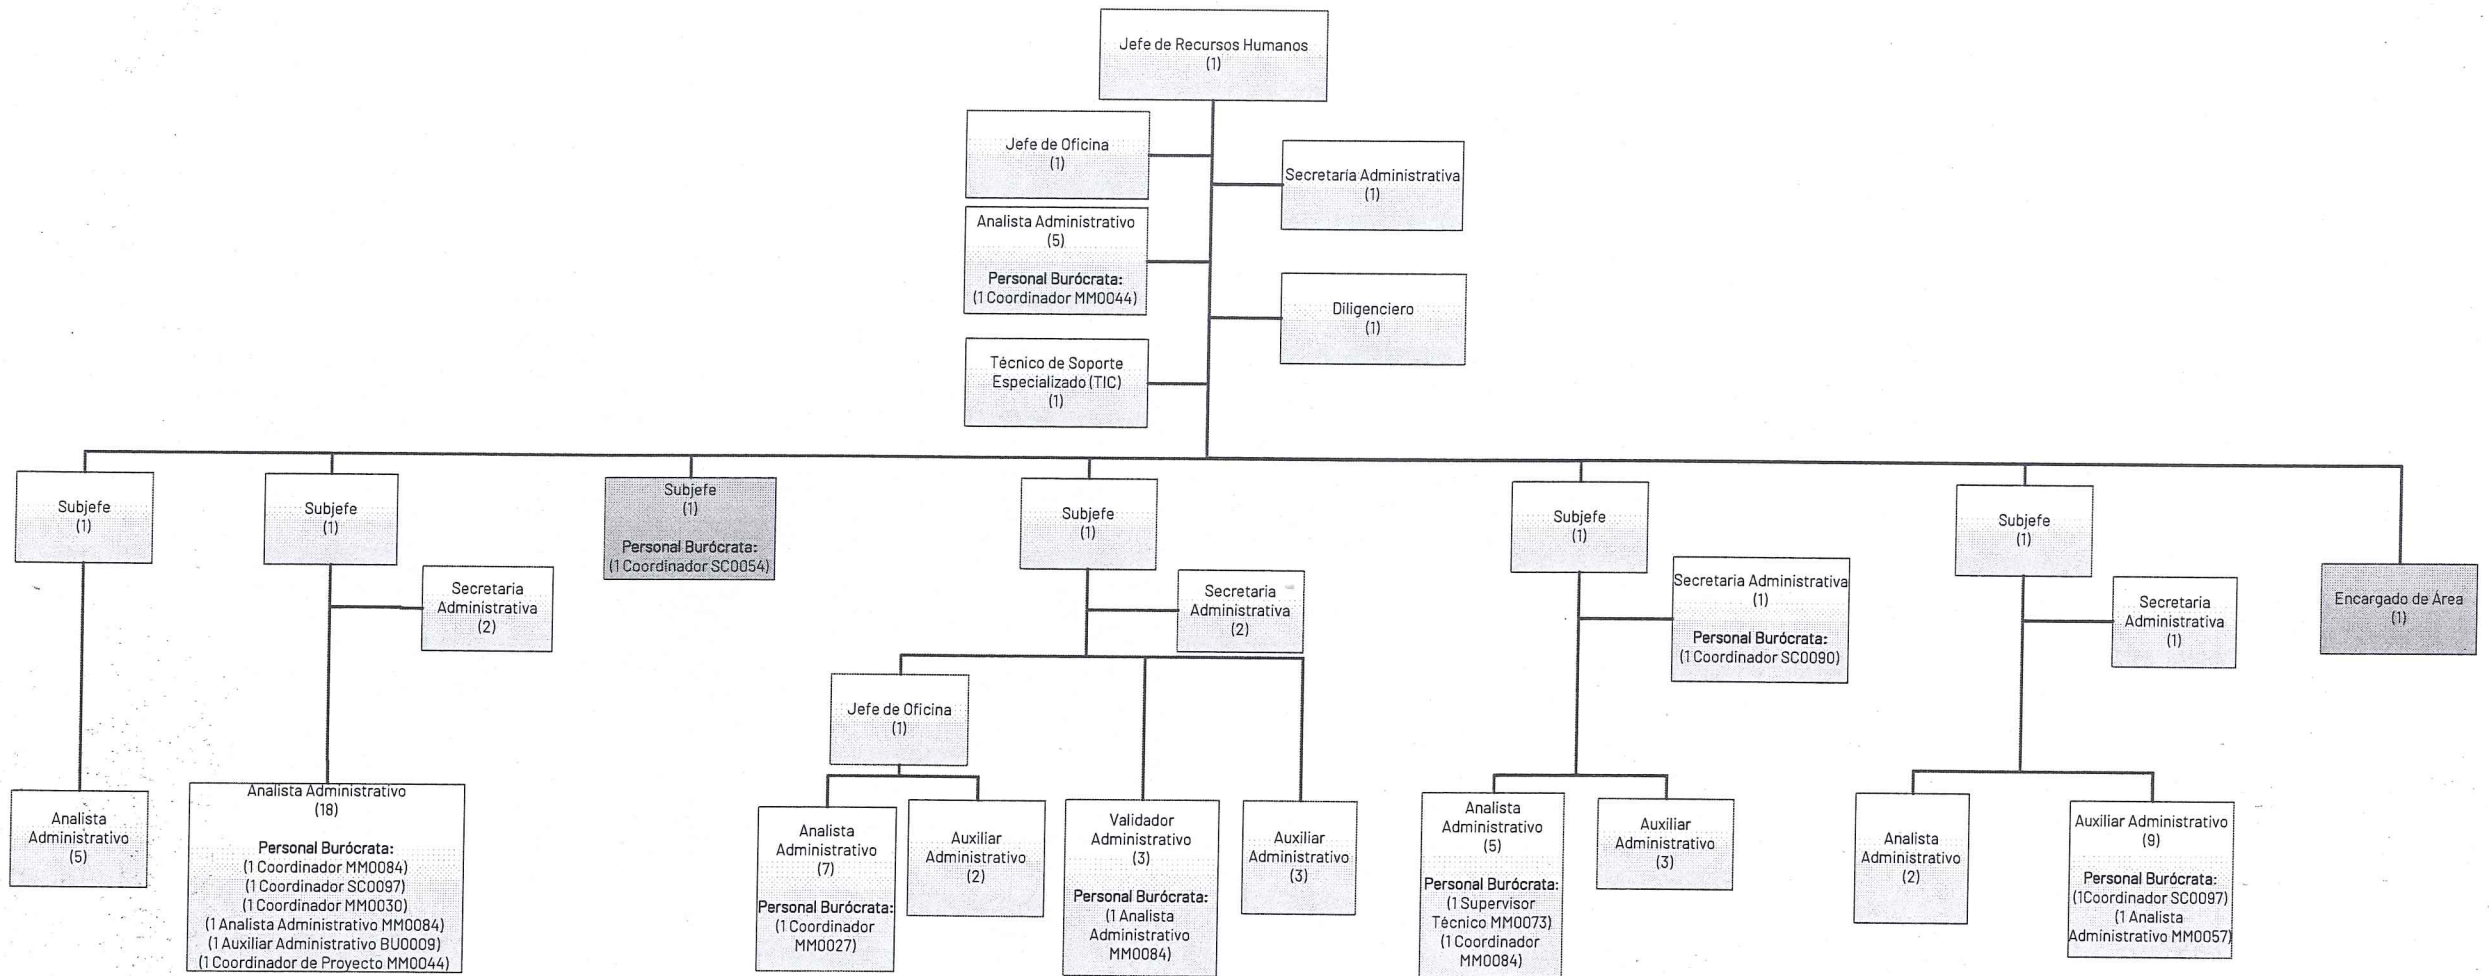 Jefe de Recursos Humanos
(1)
Jefe de Oficina
(1)
Secretaría Administrativa
(1)
Analista Administrativo
(5)
Personal Burócrata:
(1 Coordinador MM0044)
Diligenciero
(1)
Técnico de Soporte
Especializado (TIC)
(1)
Subjefe
(1)
Subjefe
(1)
Subjefe
(1)
Personal Burócrata:
(1 Coordinador SC0054)
Subjefe
(1)
Subjefe
(1)
Subjefe
(1)
Encargado de Área
(1)
Secretaria
Administrativa
(2)
Secretaria
Administrativa
(2)
Secretaria Administrativa
(1)
Personal Burócrata:
(1 Coordinador SC0090)
Secretaria
Administrativa
(1)
Jefe de Oficina
(1)
Analista
Administrativo
(5)
Analista Administrativo
(18)
Personal Burócrata:
(1 Coordinador MM0084)
(1 Coordinador SC0097)
(1 Coordinador MM0030)
(1 Analista Administrativo MM0084)
(1 Auxiliar Administrativo BU0009)
(1 Coordinador de Proyecto MM0044)
Analista
Administrativo
(7)
Personal Burócrata:
(1 Coordinador
MM0027)
Auxiliar
Administrativo
(2)
Validador
Administrativo
(3)
Personal Burócrata:
(1 Analista
Administrativo
MM0084)
Auxiliar
Administrativo
(3)
Analista
Administrativo
(5)
Personal Burócrata:
(1 Supervisor
Técnico MM0073)
(1 Coordinador
MM0084)
Auxiliar
Administrativo
(3)
Analista
Administrativo
(2)
Auxiliar Administrativo
(9)
Personal Burócrata:
(1Coordinador SC0097)
(1 Analista
Administrativo MM0057)